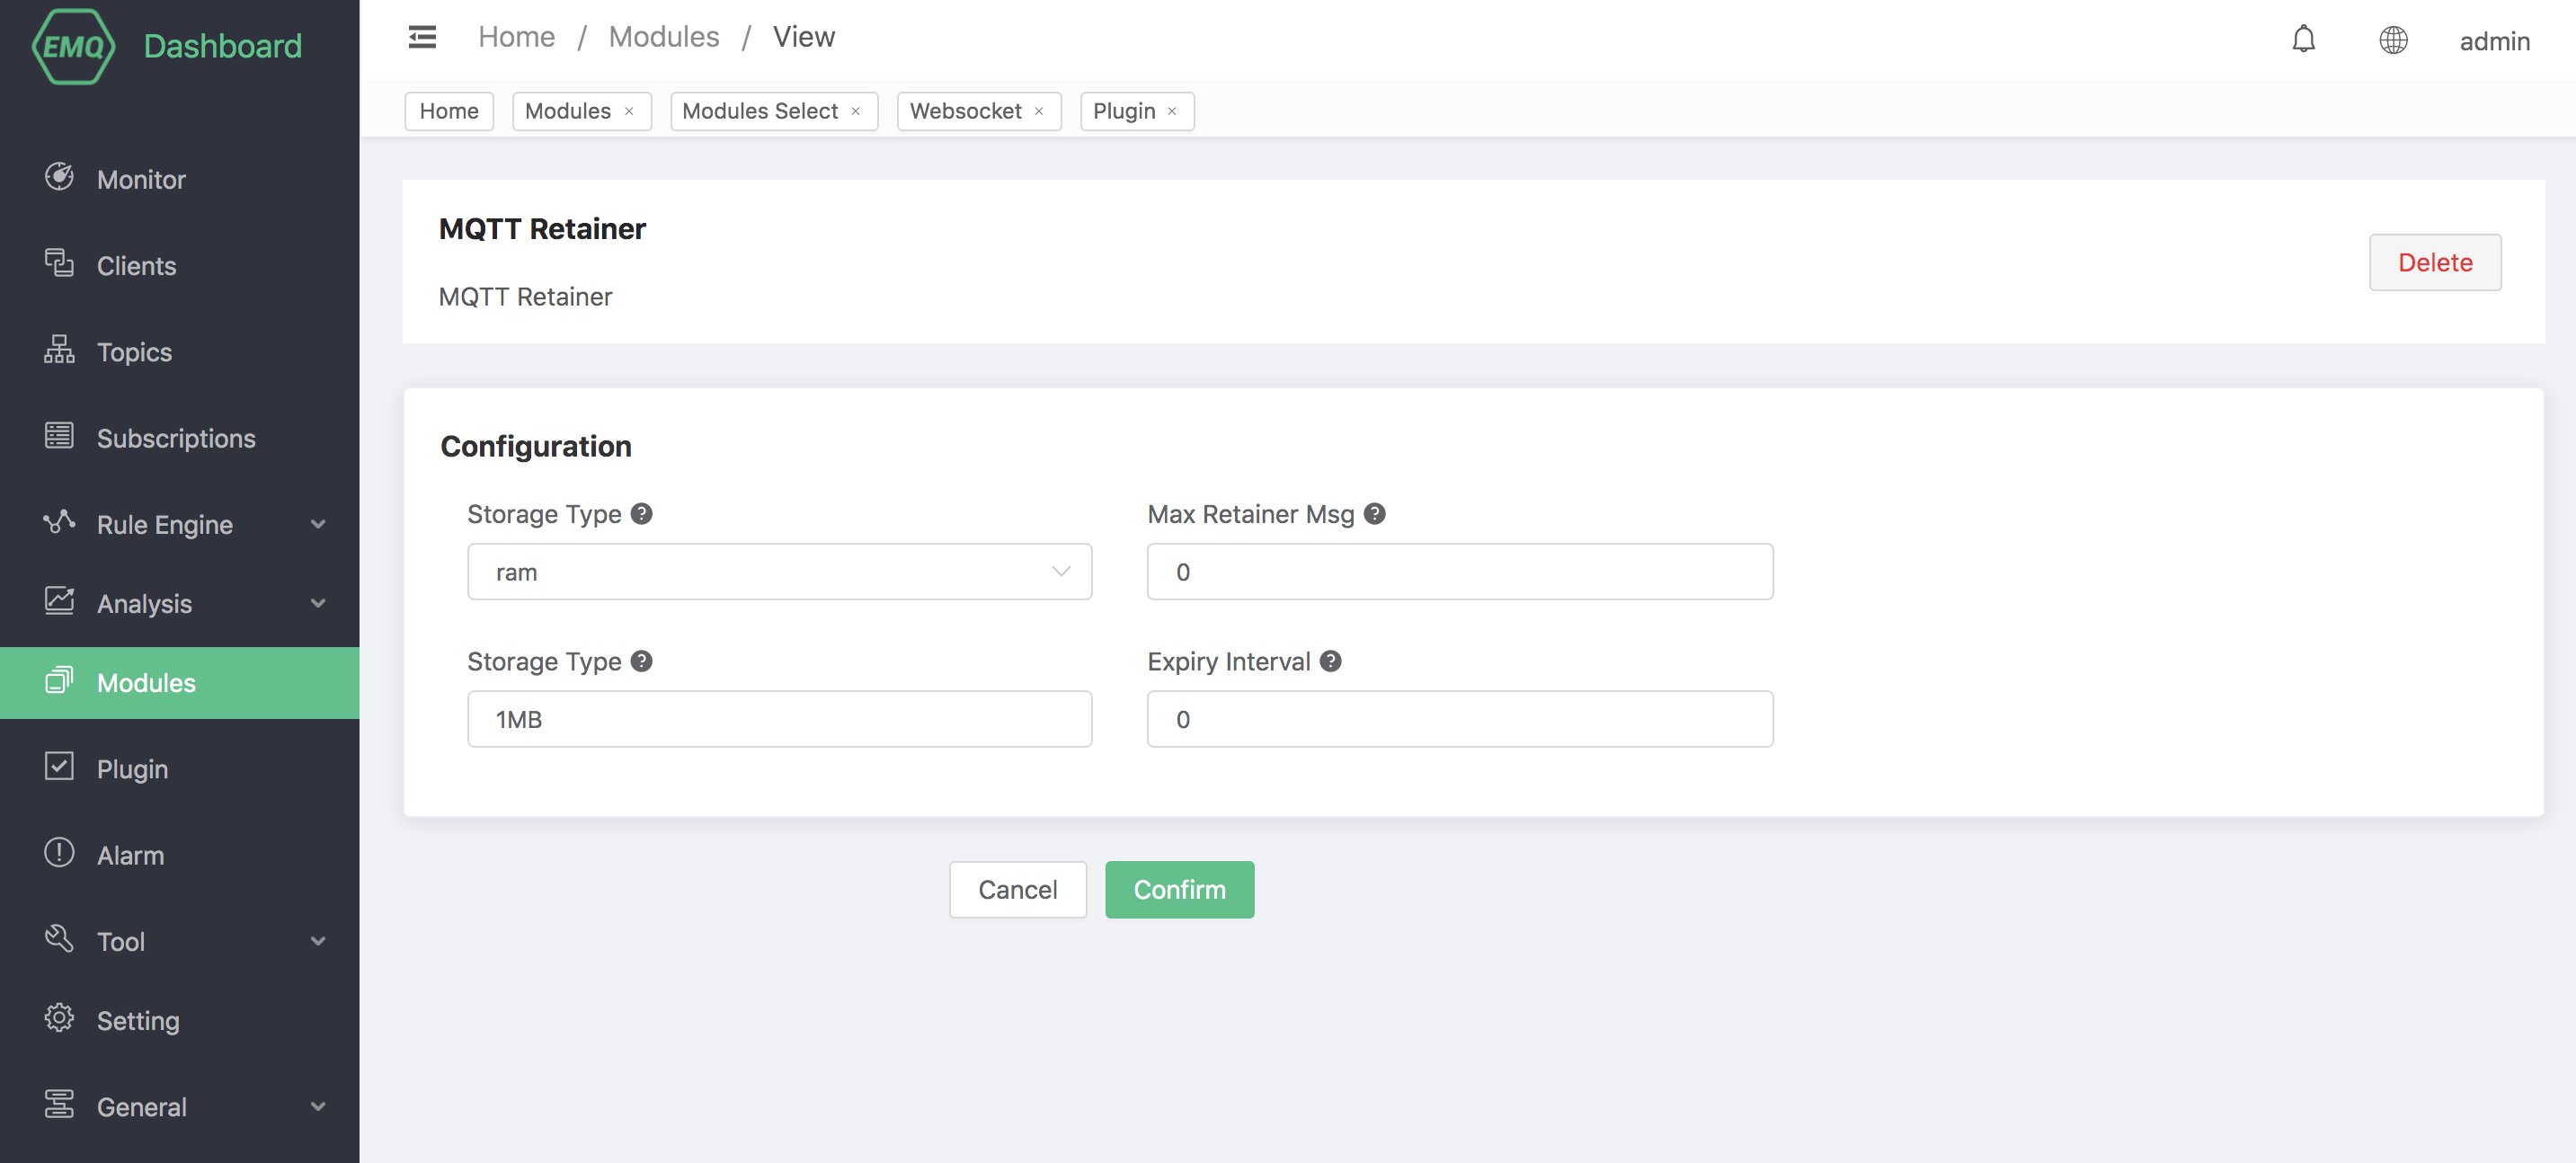 EMQ Dashboard
Monitor
Clients
Topics
Subscriptions
Rule Engine
Analysis
Modules
Plugin
Alarm
Tool
Setting
General
Home / Modules / View
admin
Home
Modules ×
Modules Select ×
Websocket ×
Plugin ×
MQTT Retainer
MQTT Retainer
Delete
Configuration
Storage Type ?
ram
Max Retainer Msg ?
0
Storage Type ?
1MB
Expiry Interval ?
0
Cancel
Confirm